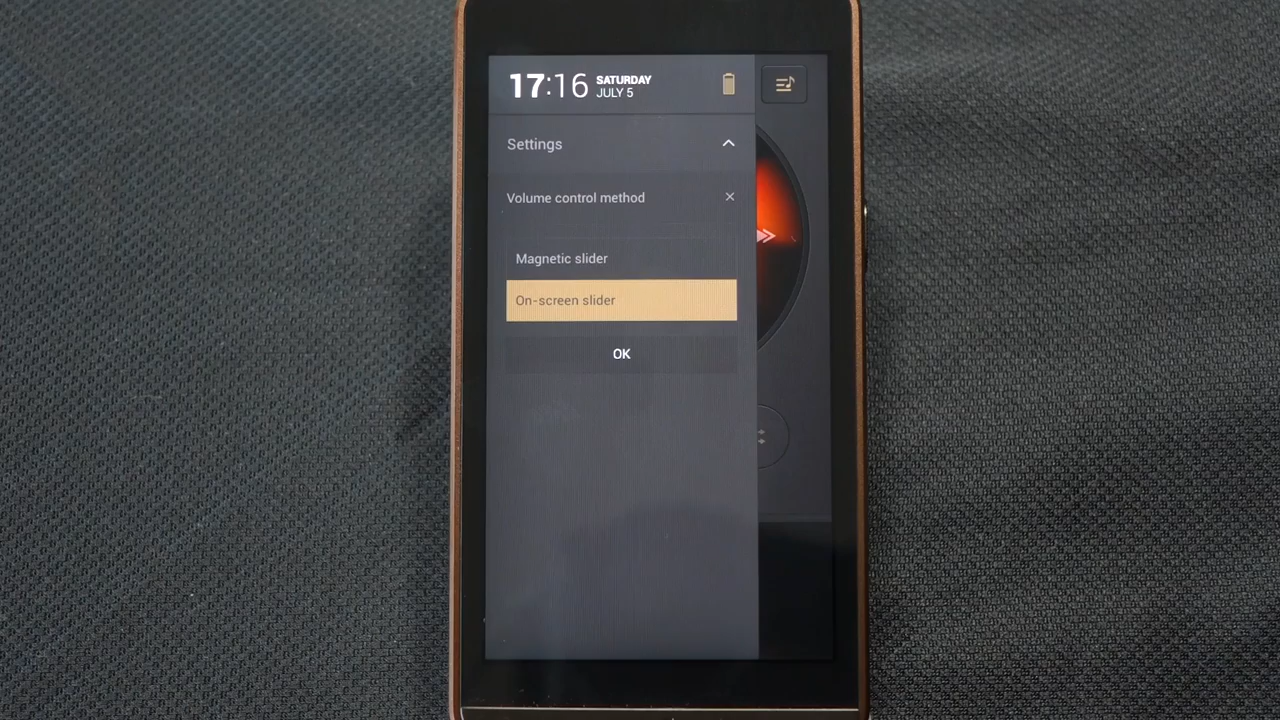 17:16 SATURDAY
JULY 5
Settings
Volume control method
Magnetic slider
On-screen slider
OK